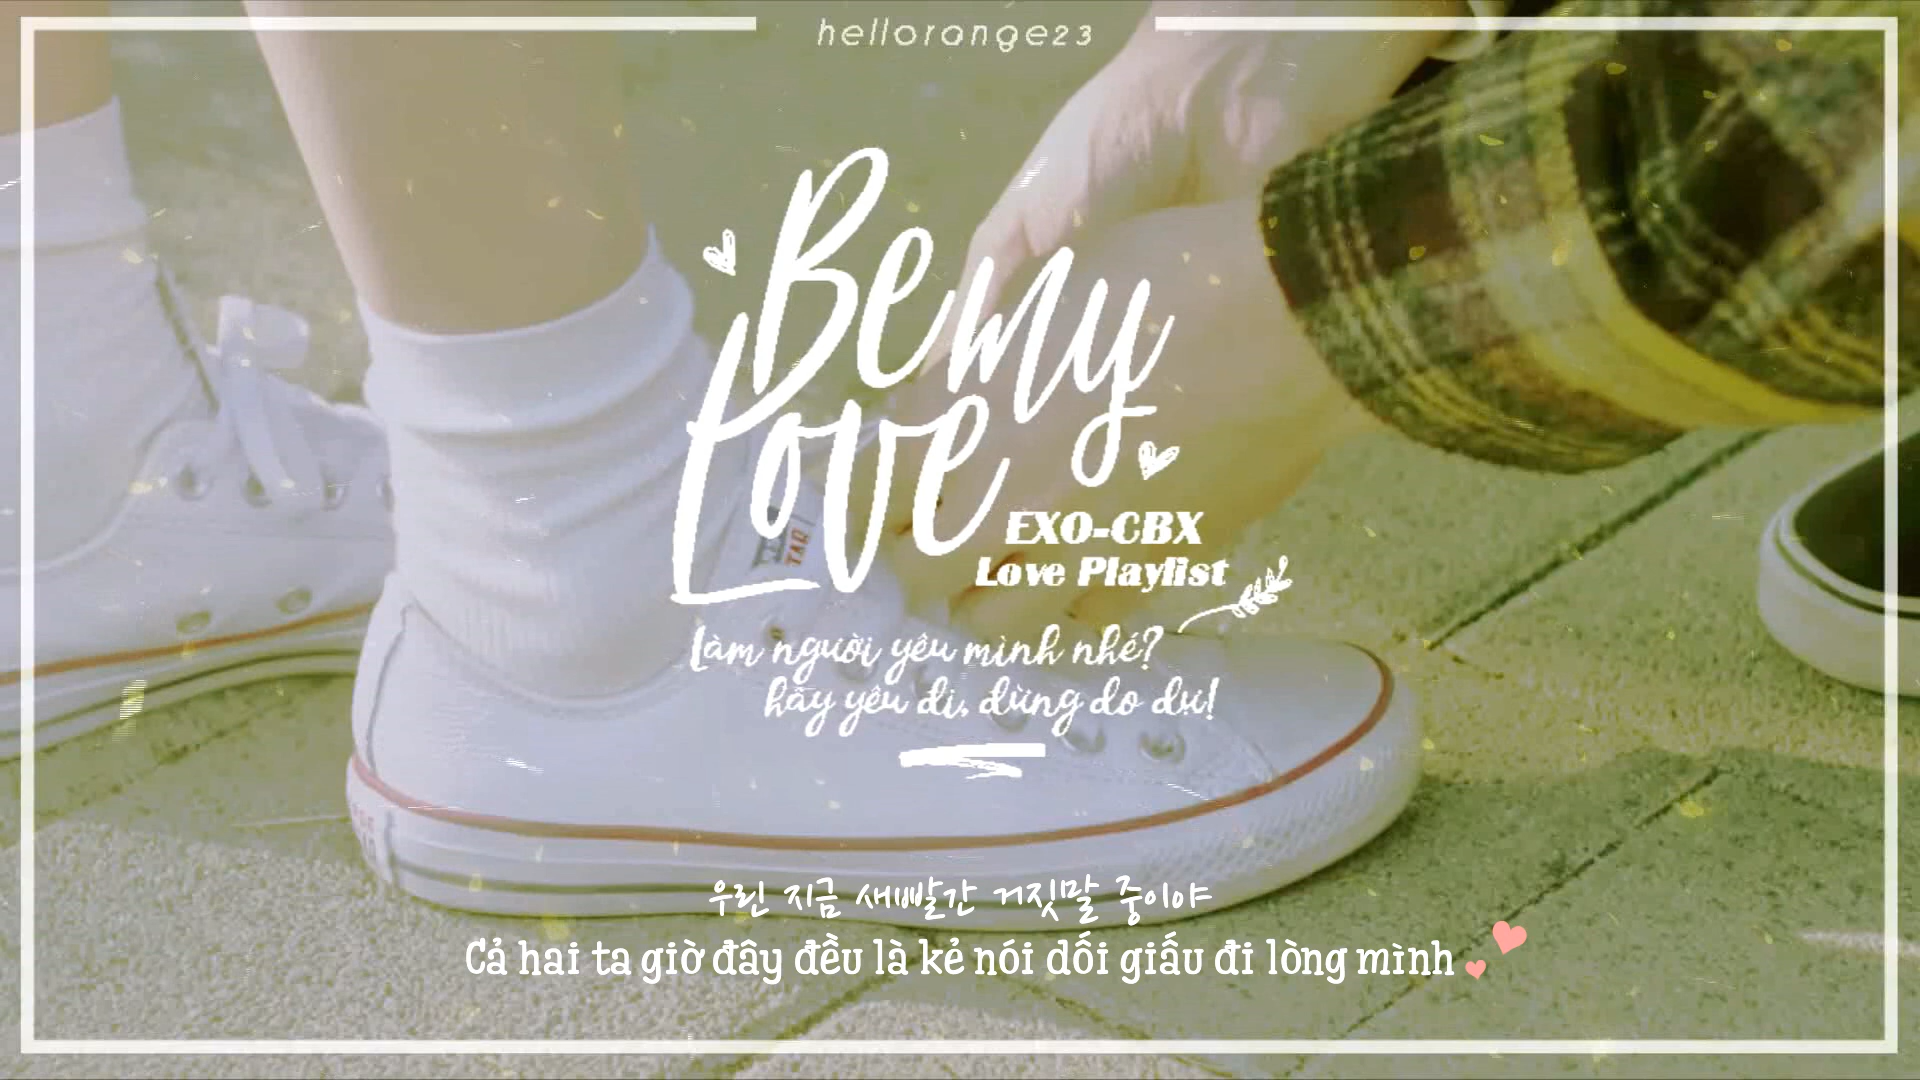 hellorange23
Be my
Love
EXO-CBX
Love Playlist
Làm người yêu mình nhé?
hãy yêu đi, đừng do dự!
우린 지금 새빨간 거짓말 중이야
Cả hai ta giờ đây đều là kẻ nói dối giấu đi lòng mình